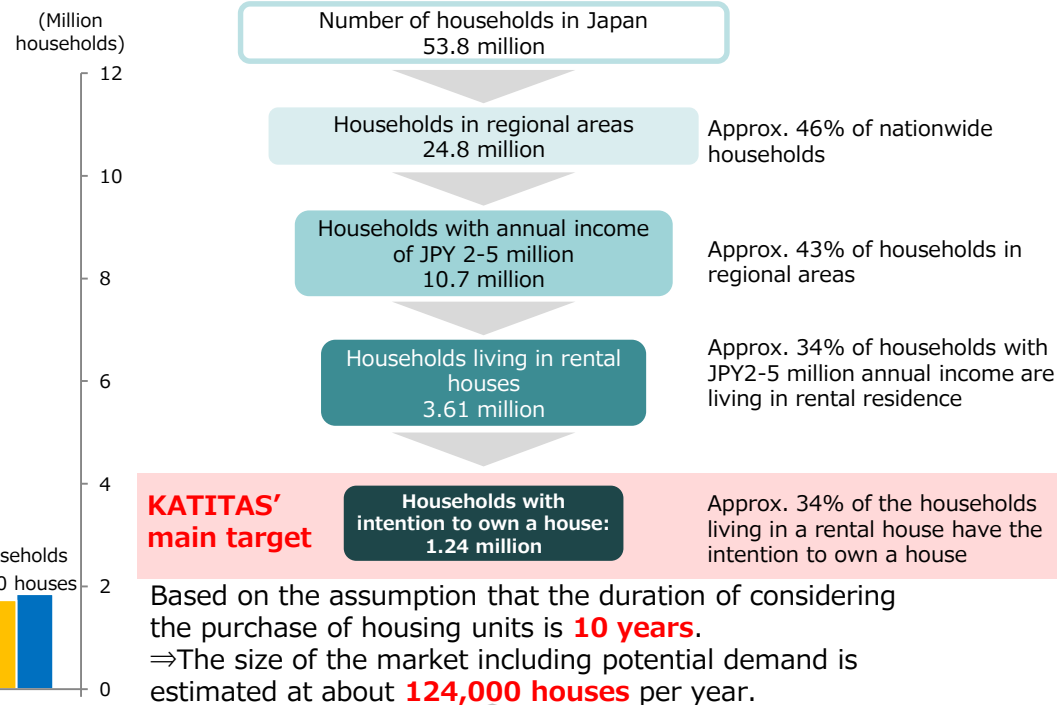 (Million
households)
12
10
8
6
4
2
0
Number of households in Japan
53.8 million
Households in regional areas
24.8 million
Approx. 46% of nationwide
households
Households with annual income
of JPY 2-5 million
10.7 million
Approx. 43% of households in
regional areas
Households living in rental
houses
3.61 million
Approx. 34% of households with
JPY2-5 million annual income are
living in rental residence
KATITAS’
main target
Households with
intention to own a house:
1.24 million
Approx. 34% of the households
living in a rental house have the
intention to own a house
seholds
0 houses
Based on the assumption that the duration of considering
the purchase of housing units is 10 years.
⇒The size of the market including potential demand is
estimated at about 124,000 houses per year.